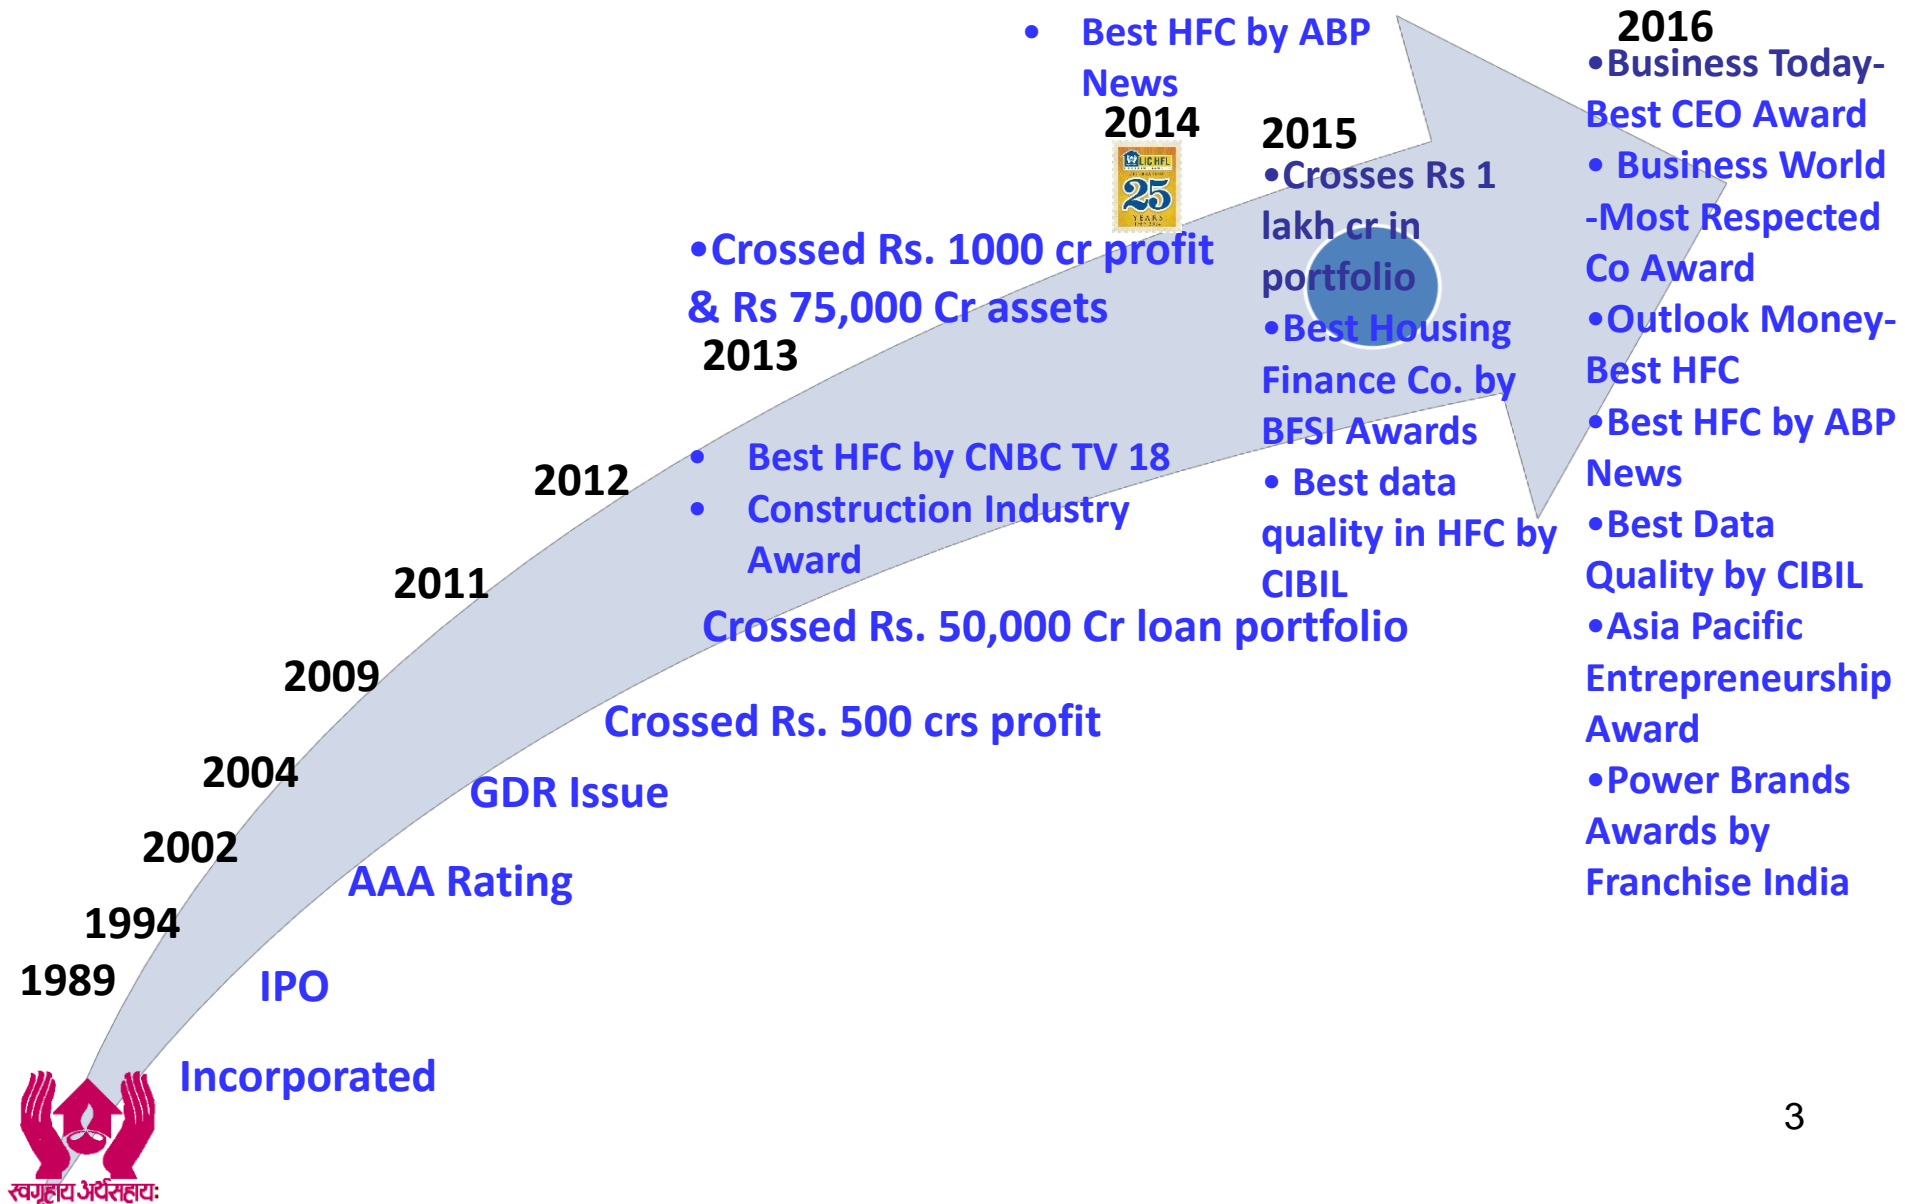 • Best HFC by ABP
News
2014
LIC HFL
25
YEARS
2015
•Crosses Rs 1
lakh cr in
portfolio
•Best Housing
Finance Co. by
BFSI Awards
• Best data
quality in HFC by
CIBIL
2016
•Business Today-
Best CEO Award
• Business World
-Most Respected
Co Award
•Outlook Money-
Best HFC
•Best HFC by ABP
News
•Best Data
Quality by CIBIL
•Asia Pacific
Entrepreneurship
Award
•Power Brands
Awards by
Franchise India
•Crossed Rs. 1000 cr profit
& Rs 75,000 Cr assets
2013
2012
• Best HFC by CNBC TV 18
• Construction Industry
Award
2011
Crossed Rs. 50,000 Cr loan portfolio
2009
Crossed Rs. 500 crs profit
2004
GDR Issue
2002
AAA Rating
1994
IPO
1989
Incorporated
स्वगृहाय अर्थसहायः
3